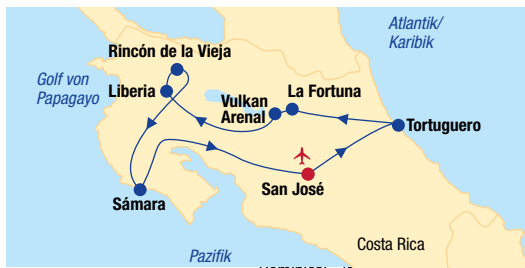 Atlantik/
Karibik
Rincón de la Vieja
Golf von
Papagayo
Liberia
La Fortuna
Vulkan
Arenal
Tortuguero
San José
Sámara
Costa Rica
Pazifik